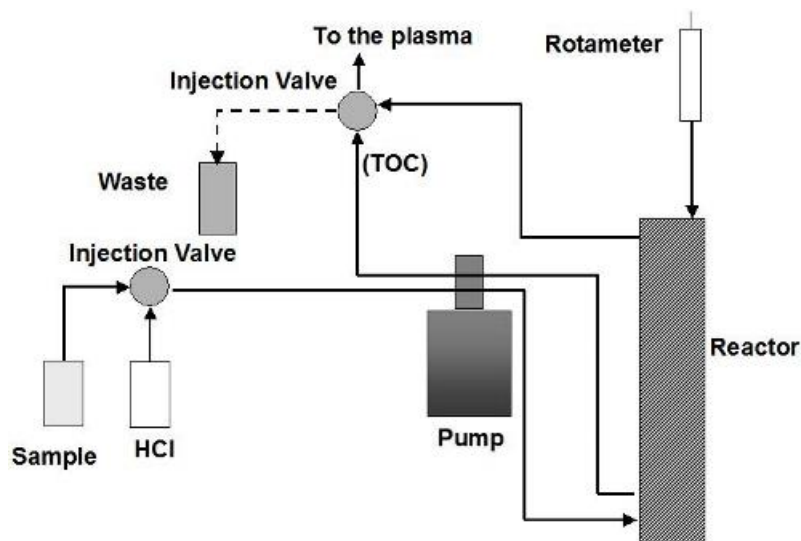 To the plasma
Rotameter
Injection Valve
(TOC)
Waste
Injection Valve
Reactor
Pump
HCl
Sample